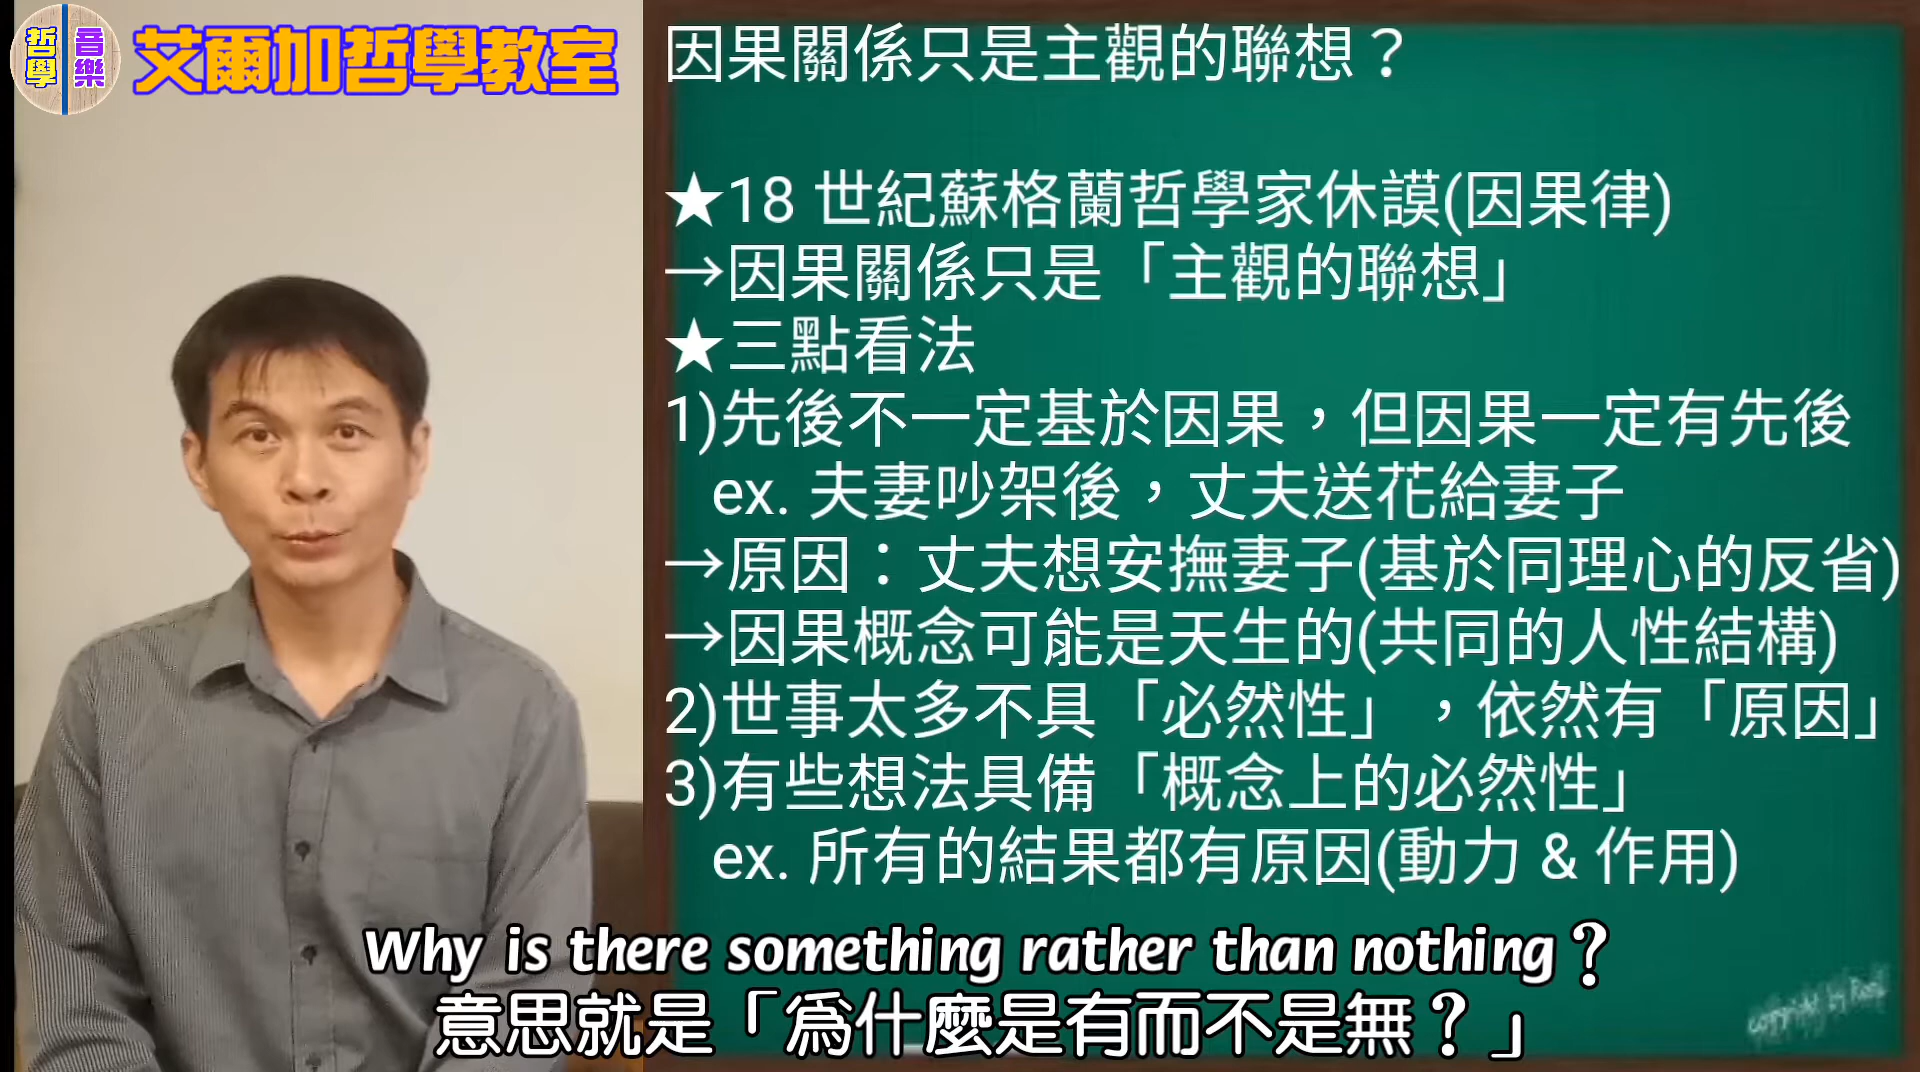 哲學 音樂
艾爾加哲學教室
因果關係只是主觀的聯想？
★18 世紀蘇格蘭哲學家休謨(因果律)
→因果關係只是「主觀的聯想」
★三點看法
1)先後不一定基於因果，但因果一定有先後
ex. 夫妻吵架後，丈夫送花給妻子
→原因：丈夫想安撫妻子(基於同理心的反省)
→因果概念可能是天生的(共同的人性結構)
2)世事太多不具「必然性」，依然有「原因」
3)有些想法具備「概念上的必然性」
ex. 所有的結果都有原因(動力 & 作用)
Why is there something rather than nothing？
意思就是「為什麼是有而不是無？」
copyright by